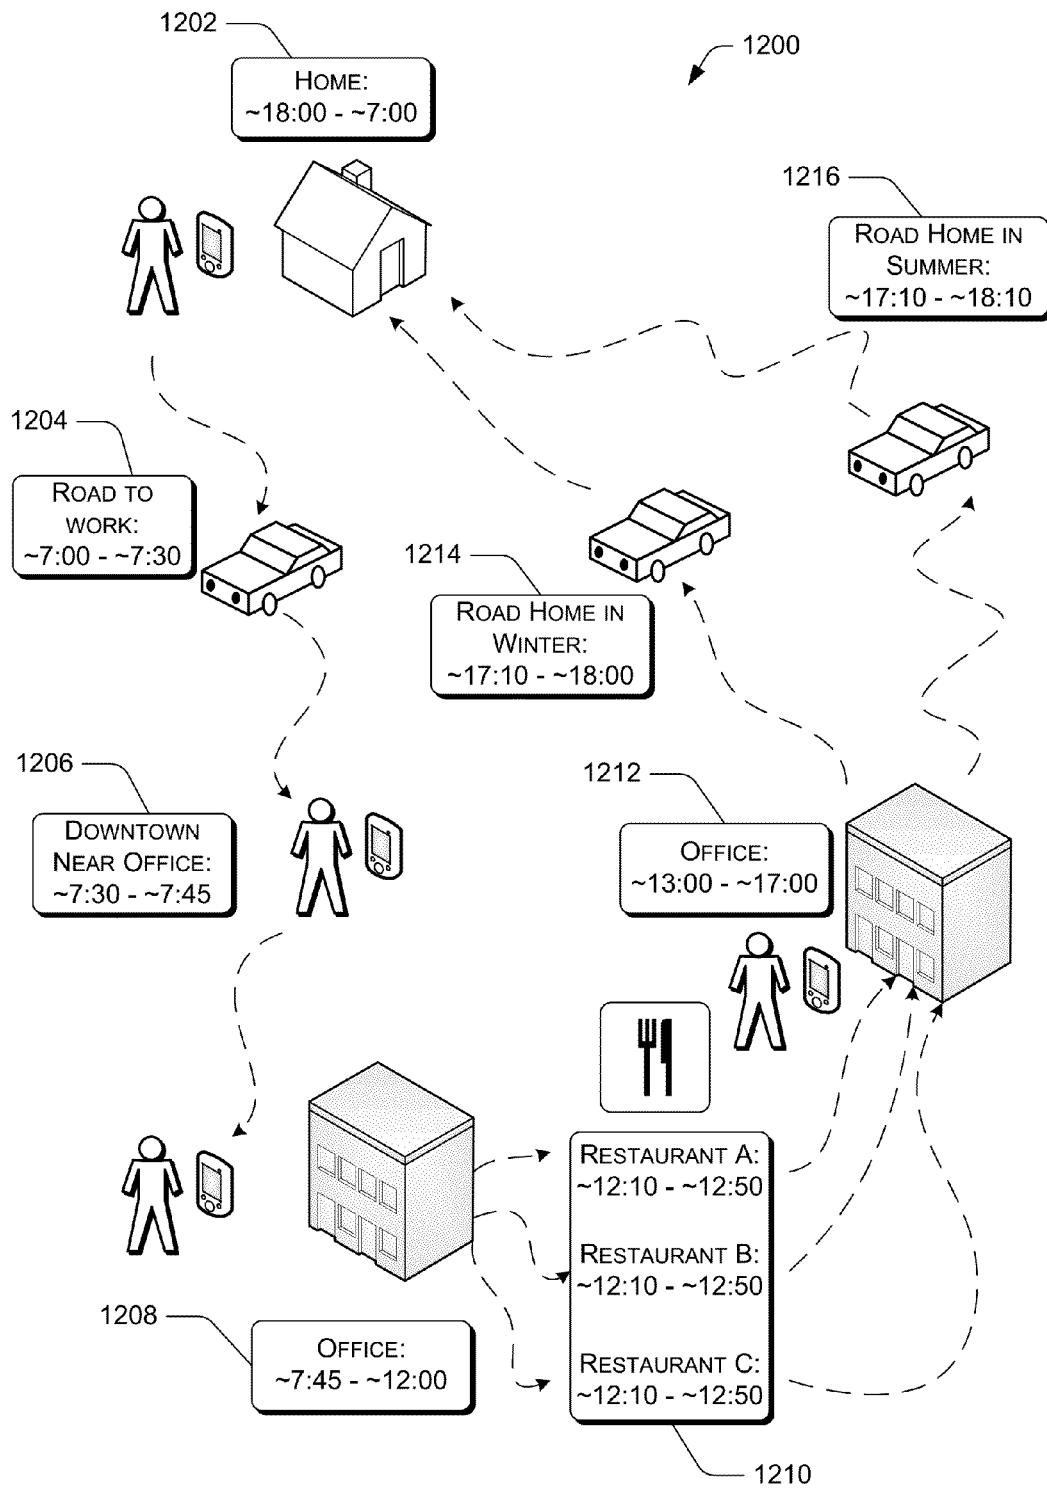 1202
1200
HOME:
~18:00 - ~7:00
1216
ROAD HOME IN
SUMMER:
~17:10 - ~18:10
1204
ROAD TO
WORK:
~7:00 - ~7:30
1214
ROAD HOME IN
WINTER:
~17:10 - ~18:00
1206
DOWNTOWN
NEAR OFFICE:
~7:30 - ~7:45
1212
OFFICE:
~13:00 - ~17:00
1208
OFFICE:
~7:45 - ~12:00
RESTAURANT A:
~12:10 - ~12:50
RESTAURANT B:
~12:10 - ~12:50
RESTAURANT C:
~12:10 - ~12:50
1210